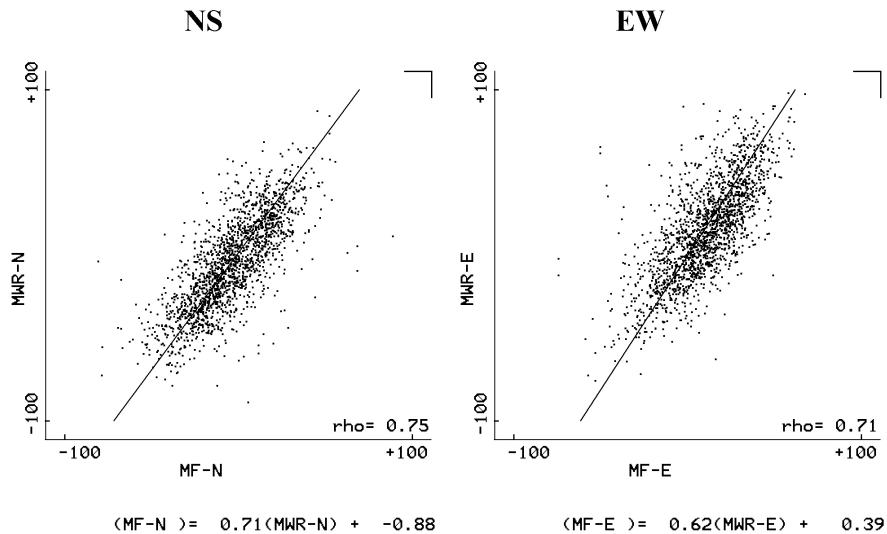 NS
+100
MWR-N
-100
rho= 0.75
-100
+100
MF-N
(MF-N )= 0.71(MWR-N) + -0.88
EW
+100
MWR-E
-100
rho= 0.71
-100
+100
MF-E
(MF-E )= 0.62(MWR-E) + 0.39